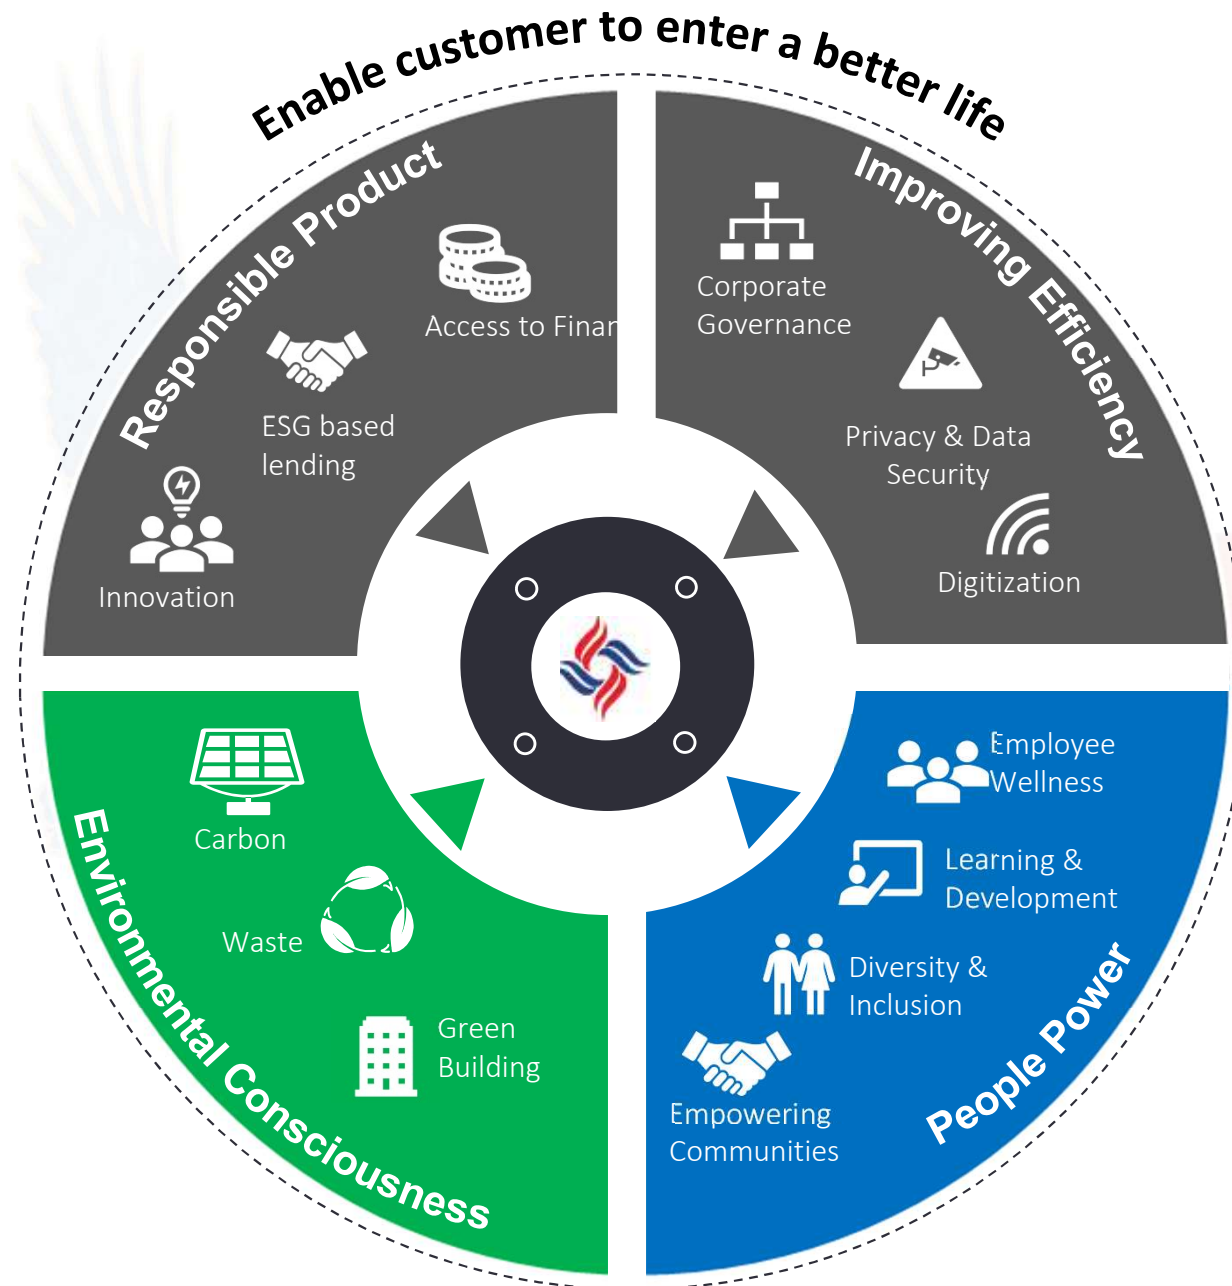 Enable customer to enter a better life
Responsible Product
Access to Finan
ESG based
lending
Innovation
Improving Efficiency
Corporate
Governance
Privacy & Data
Security
Digitization
Environmental Consciousness
Carbon
Waste
Green
Building
People Power
Employee
Wellness
Learning &
Development
Diversity &
Inclusion
Empowering
Communities